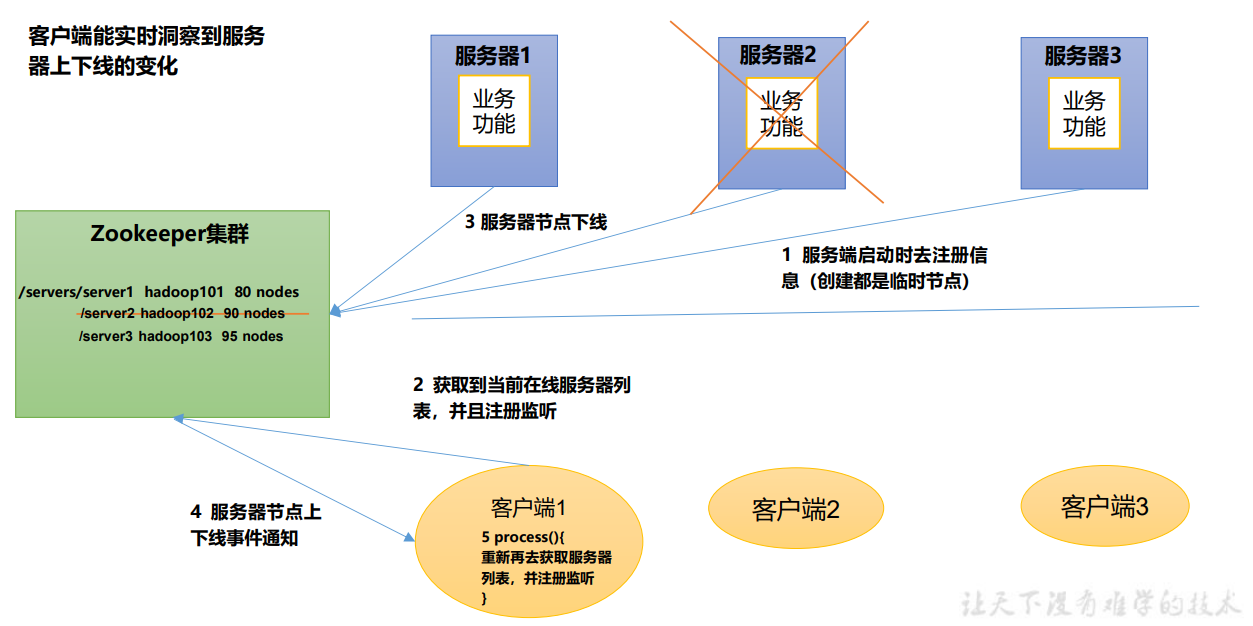 客户端能实时洞察到服务
器上下线的变化
服务器1
业务
功能
服务器2
业务
功能
服务器3
业务
功能
3 服务器节点下线
1 服务端启动时去注册信
息（创建都是临时节点）
Zookeeper集群
/servers/server1 hadoop101 80 nodes
/server2 hadoop102 90 nodes
/server3 hadoop103 95 nodes
2 获取到当前在线服务器列
表，并且注册监听
4 服务器节点上
下线事件通知
客户端1
5 process(){
重新再去获取服务器
列表，并注册监听
}
客户端2
客户端3
让天下没有难学的技术